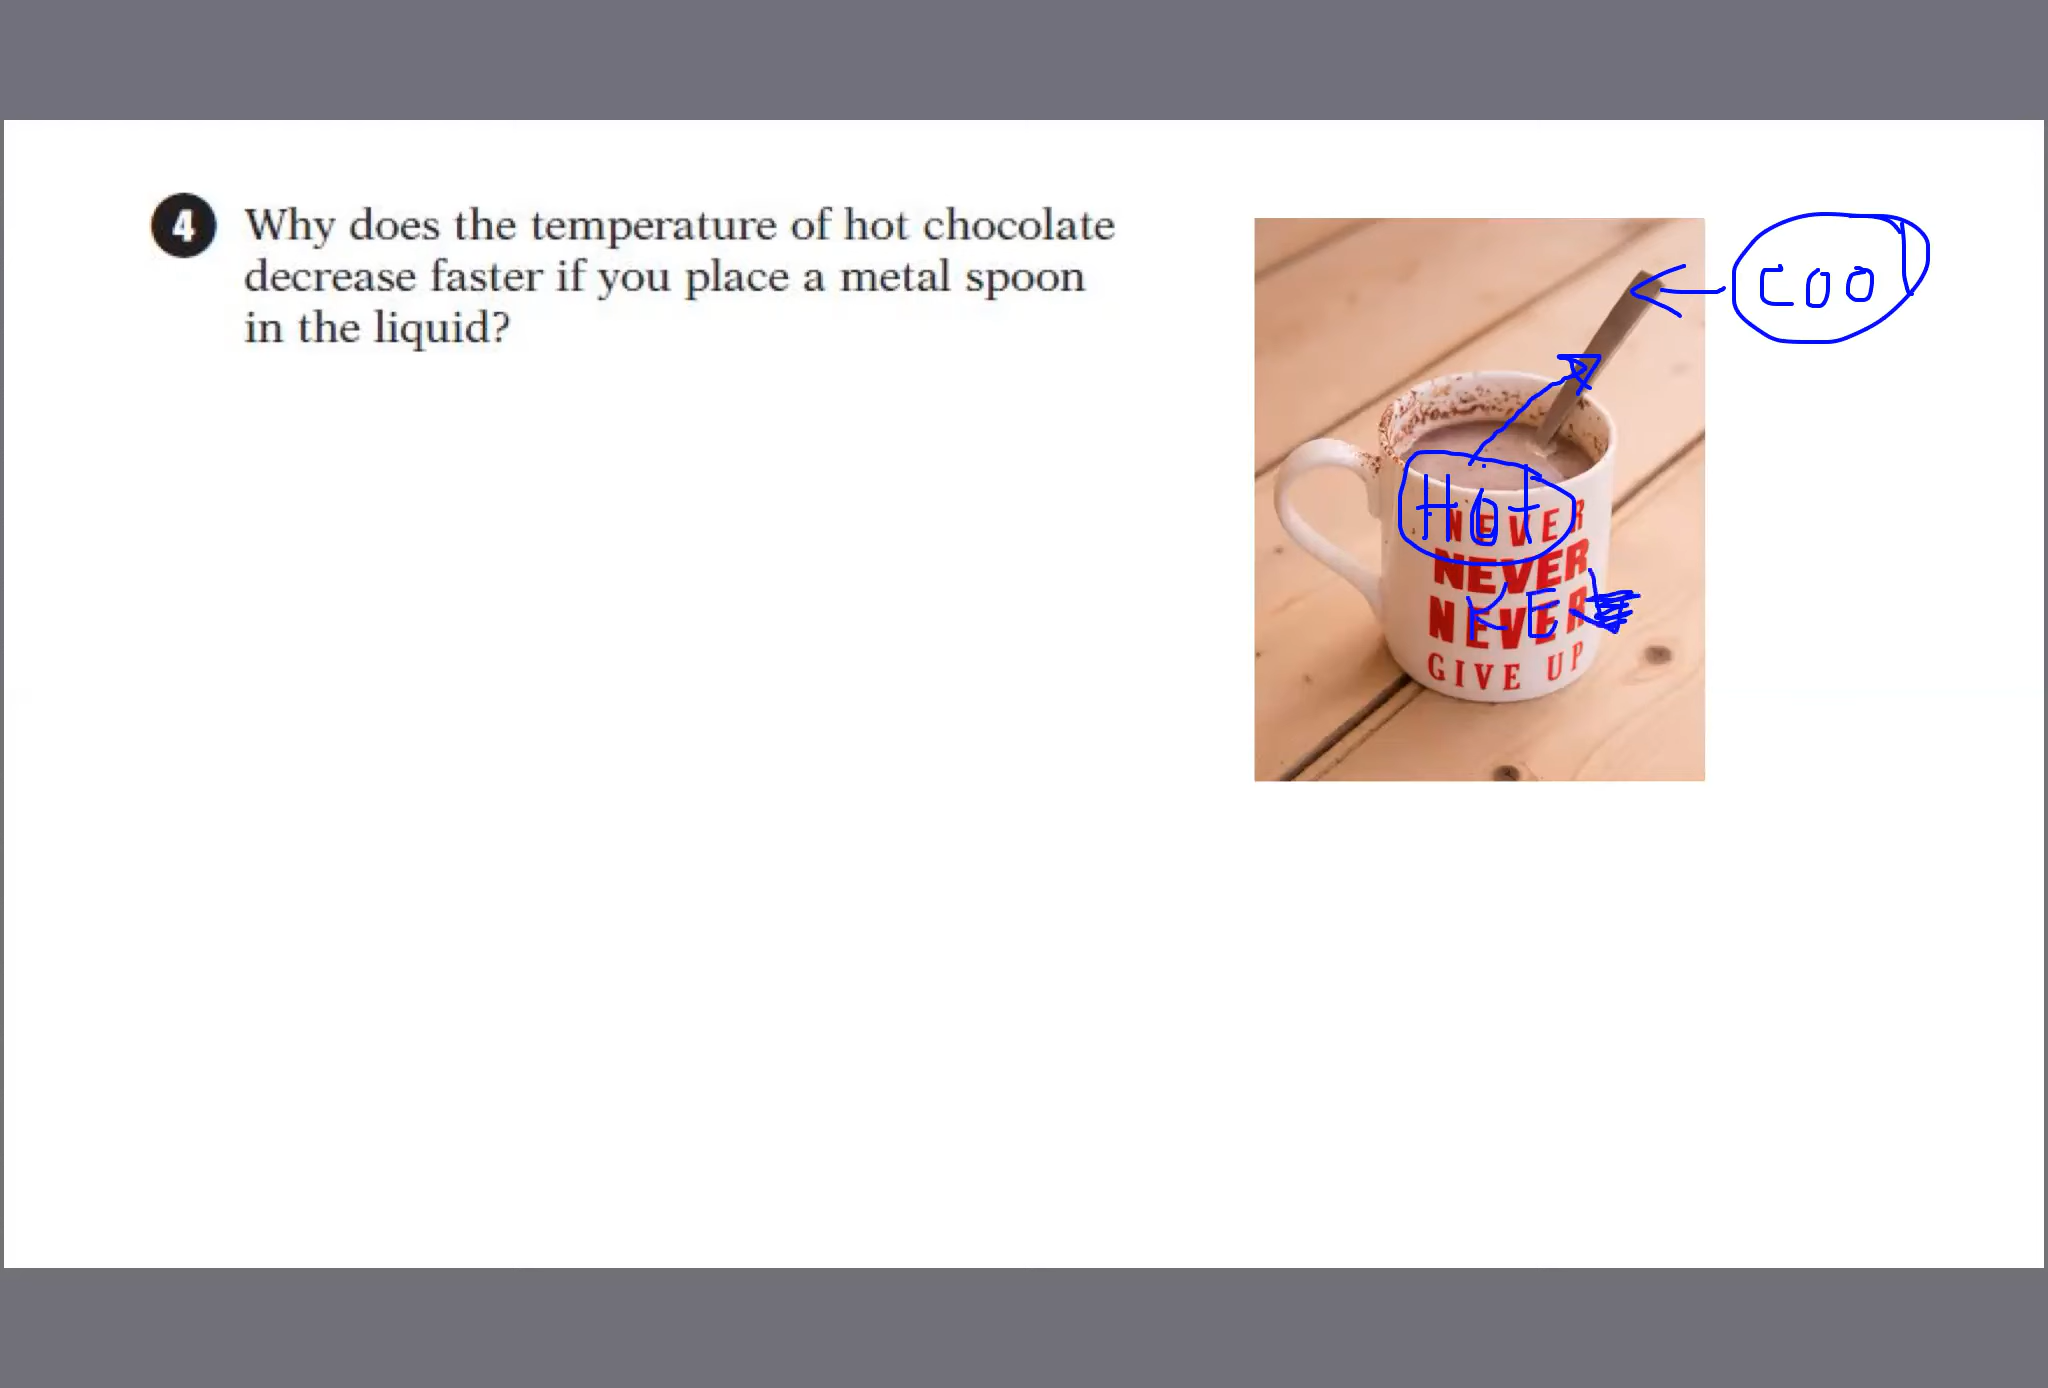 4 Why does the temperature of hot chocolate
decrease faster if you place a metal spoon
in the liquid?
Cool
Hot
NEVER
NEVER
NEVER
KE
GIVE UP